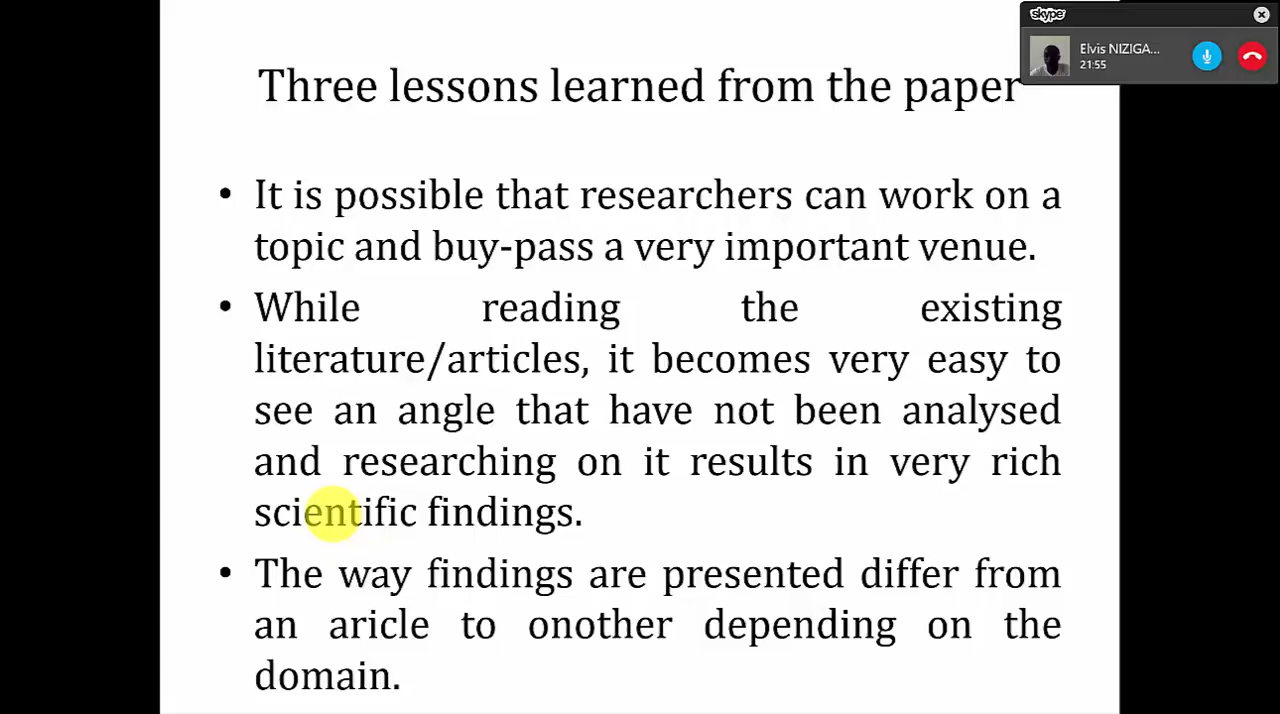 skype
Elvis NIZIGA...
21:55
Three lessons learned from the paper
• It is possible that researchers can work on a
topic and buy-pass a very important venue.
• While reading the existing
literature/articles, it becomes very easy to
see an angle that have not been analysed
and researching on it results in very rich
scientific findings.
• The way findings are presented differ from
an aricle to onother depending on the
domain.